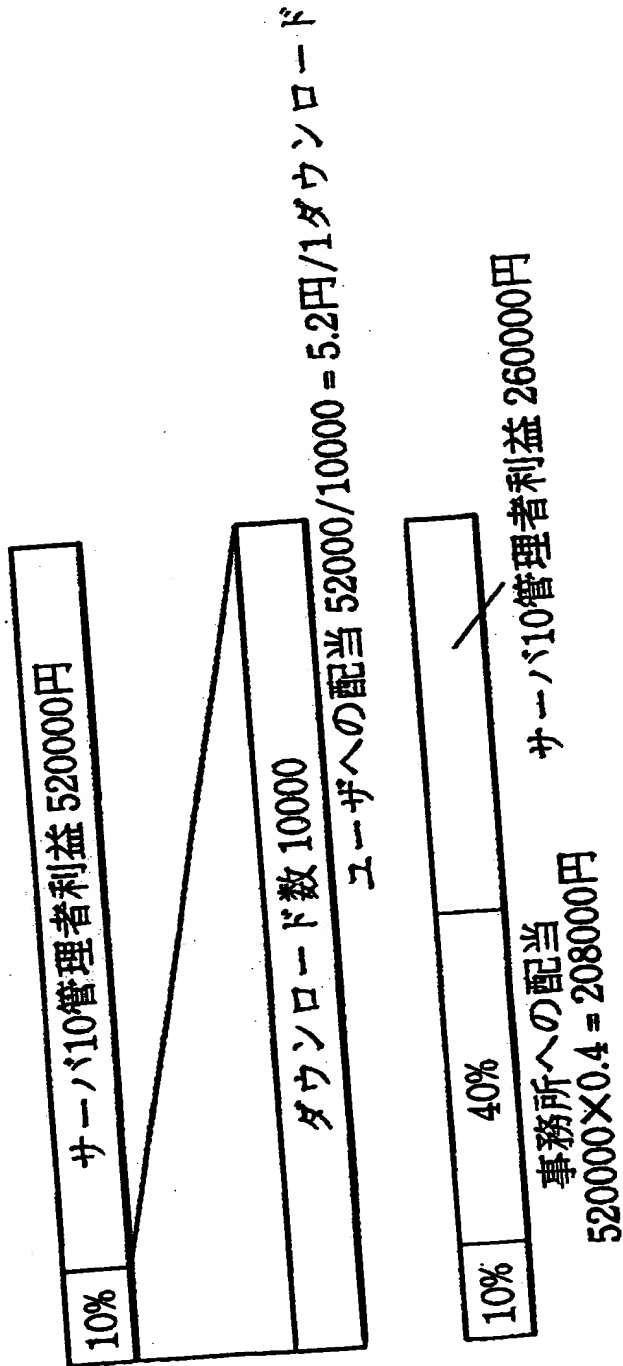 10%
サーバ10管理者利益 520000円
ダウンロード数 10000
ユーザへの配当 52000/10000 = 5.2円/1ダウンロード
10%
40%
事務所への配当
520000×0.4 = 208000円
サーバ10管理者利益 260000円